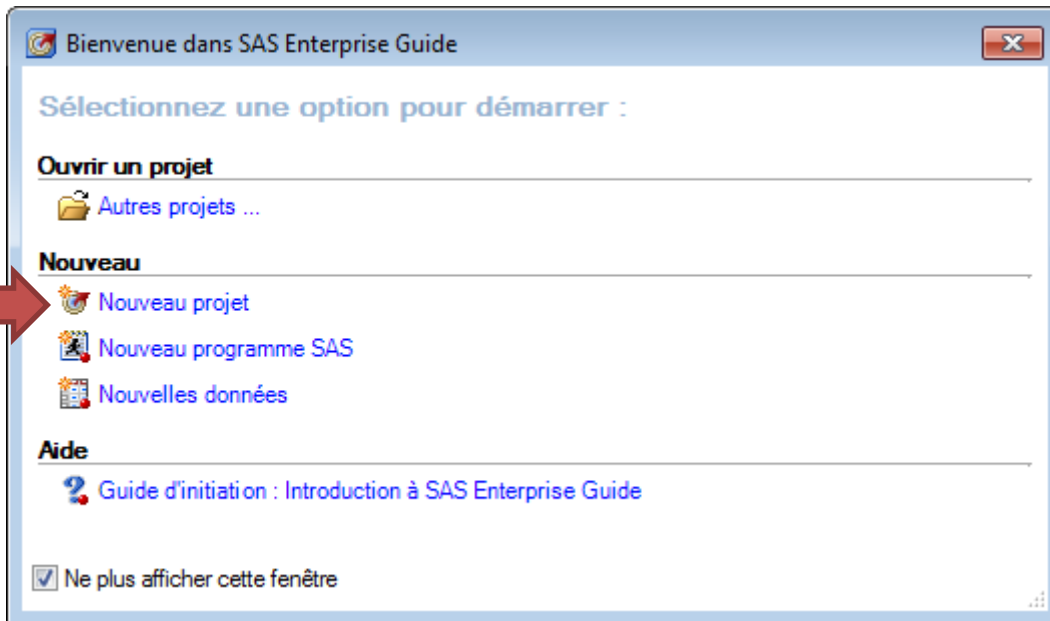 Bienvenue dans SAS Enterprise Guide
Sélectionnez une option pour démarrer :
Ouvrir un projet
Autres projets ...
Nouveau
Nouveau projet
Nouveau programme SAS
Nouvelles données
Aide
Guide d'initiation : Introduction à SAS Enterprise Guide
Ne plus afficher cette fenêtre